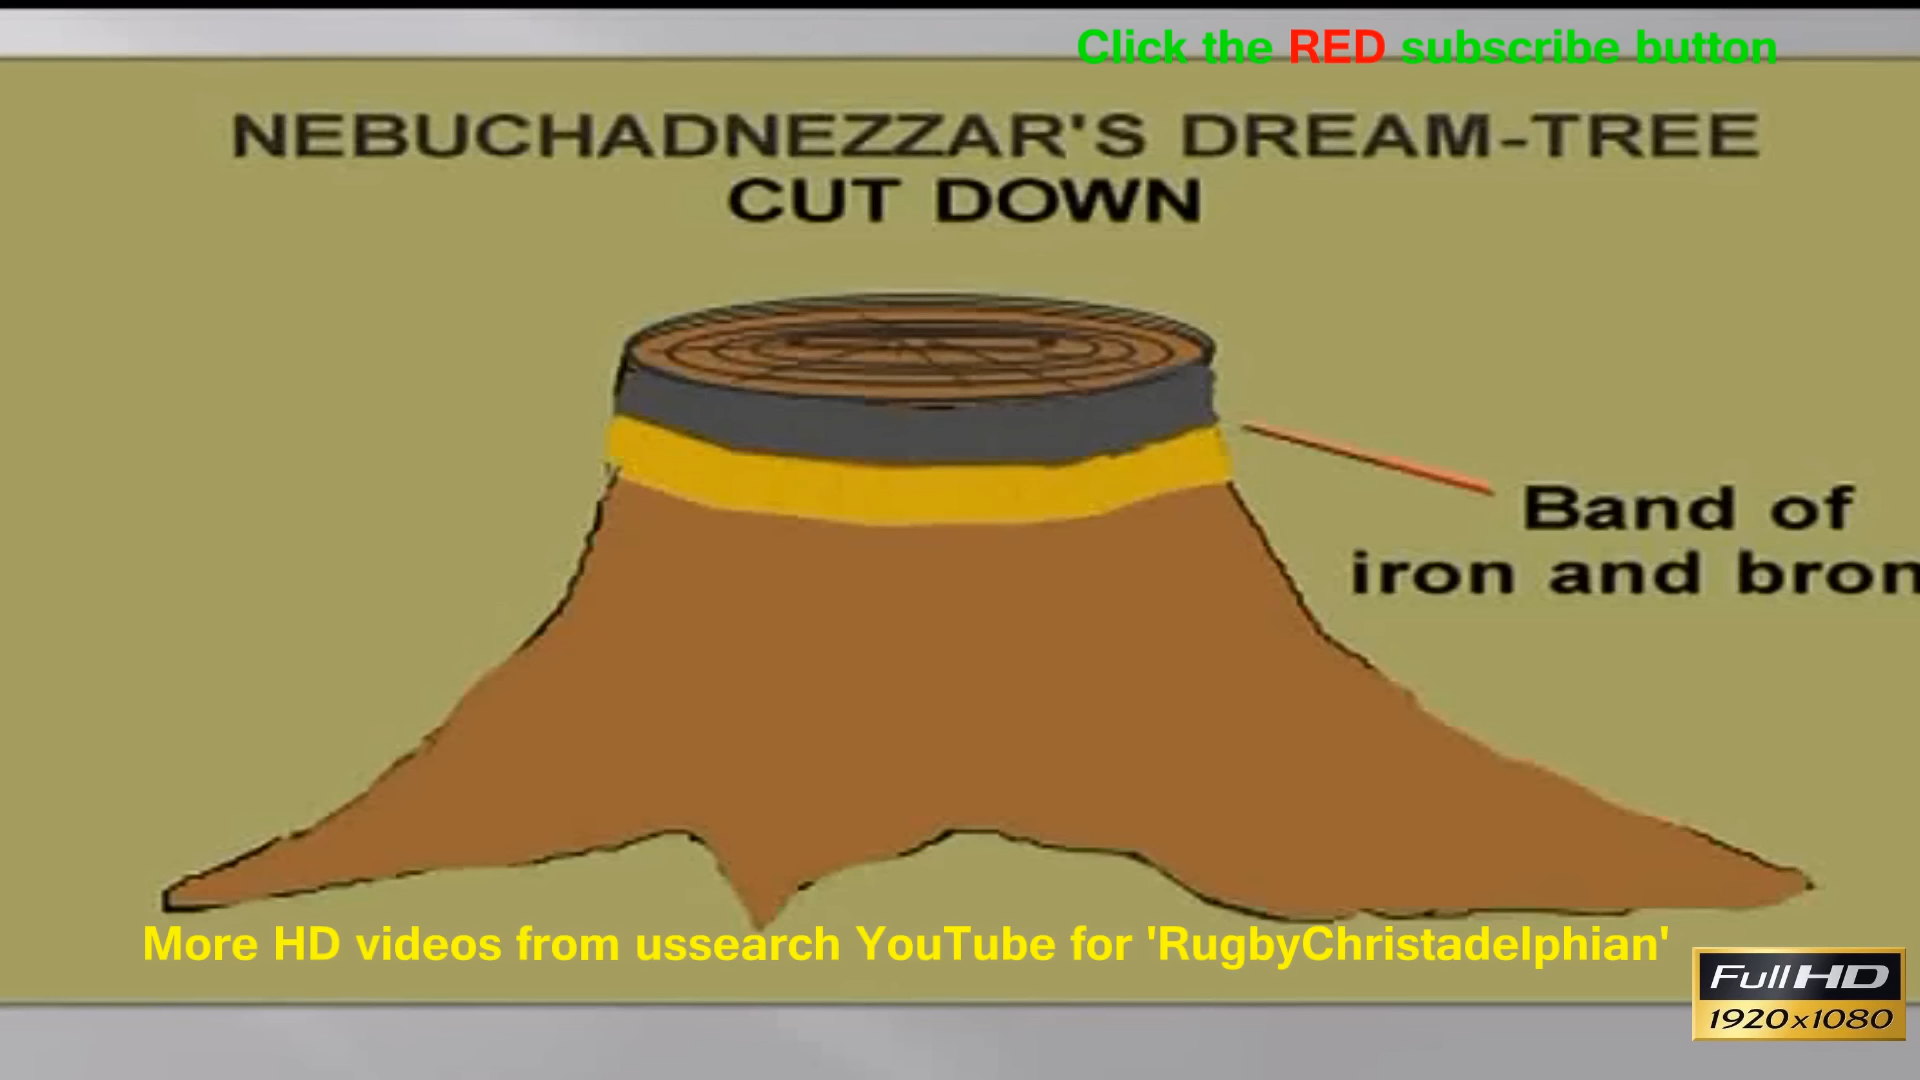 Click the RED subscribe button
NEBUCHADNEZZAR'S DREAM-TREE
CUT DOWN
Band of
iron and bron
More HD videos from ussearch YouTube for 'RugbyChristadelphian'
Full HD
1920x1080